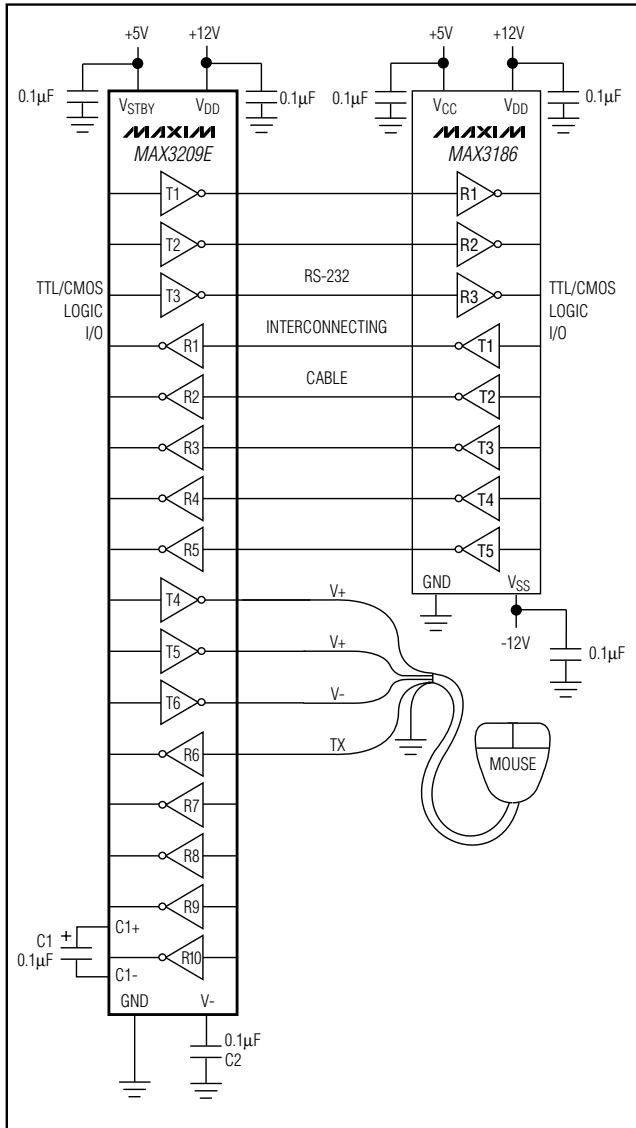 +5V +12V +5V +12V
0.1µF 0.1µF 0.1µF 0.1µF
VSTBY VDD VCC VDD
MAXIM MAXIM
MAX3209E MAX3186
T1 R1
T2 R2
RS-232
T3 R3
TTL/CMOS LOGIC I/O TTL/CMOS LOGIC I/O
INTERCONNECTING
R1 T1
CABLE
R2 T2
R3 T3
R4 T4
R5 T5
GND VSS
T4 V+
-12V 0.1µF
T5 V+
T6 V-
R6 TX
MOUSE
R7
R8
R9
C1+
C1 + 0.1µF
R10
C1-
GND V-
0.1µF
C2